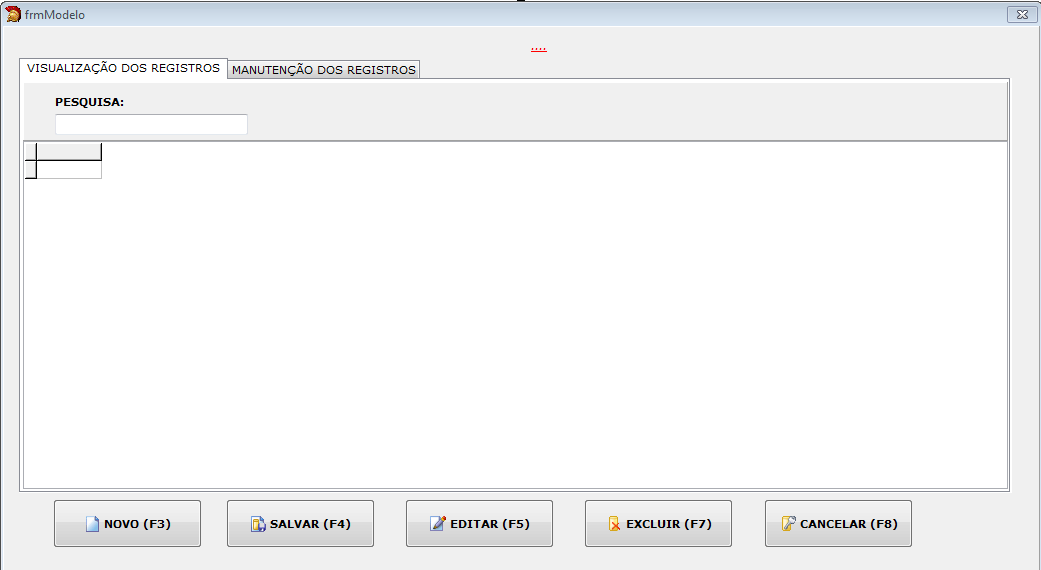 frmModelo
....
VISUALIZAÇÃO DOS REGISTROS
MANUTENÇÃO DOS REGISTROS
PESQUISA:
NOVO (F3)
SALVAR (F4)
EDITAR (F5)
EXCLUIR (F7)
CANCELAR (F8)